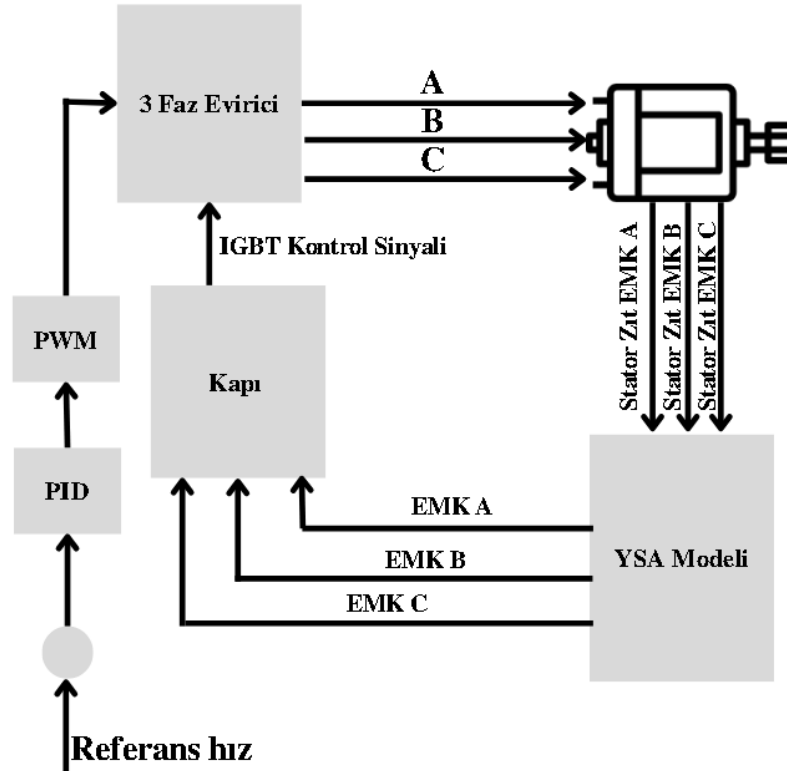 3 Faz Evirici
A
B
C
IGBT Kontrol Sinyali
Stator Zıt EMK A
Stator Zıt EMK B
Stator Zıt EMK C
PWM
Kapı
PID
EMK A
EMK B
EMK C
YSA Modeli
Referans hız